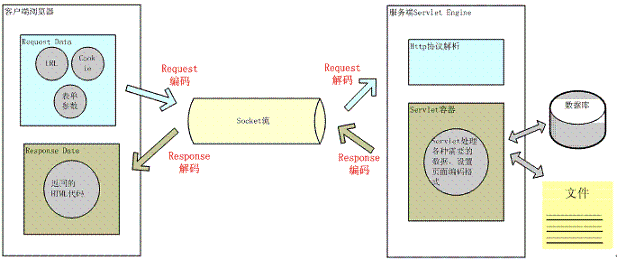 客户端浏览器
Request Data
URL
Cook
ie
表单
参数
Response Data
返回的
HTML代码
Request
编码
Response
解码
Socket流
Request
解码
Response
编码
服务端Servlet Engine
Http协议解析
Servlet容器
Servlet处理
各种需要的
数据、设置
页面编码格
式
数据库
文件